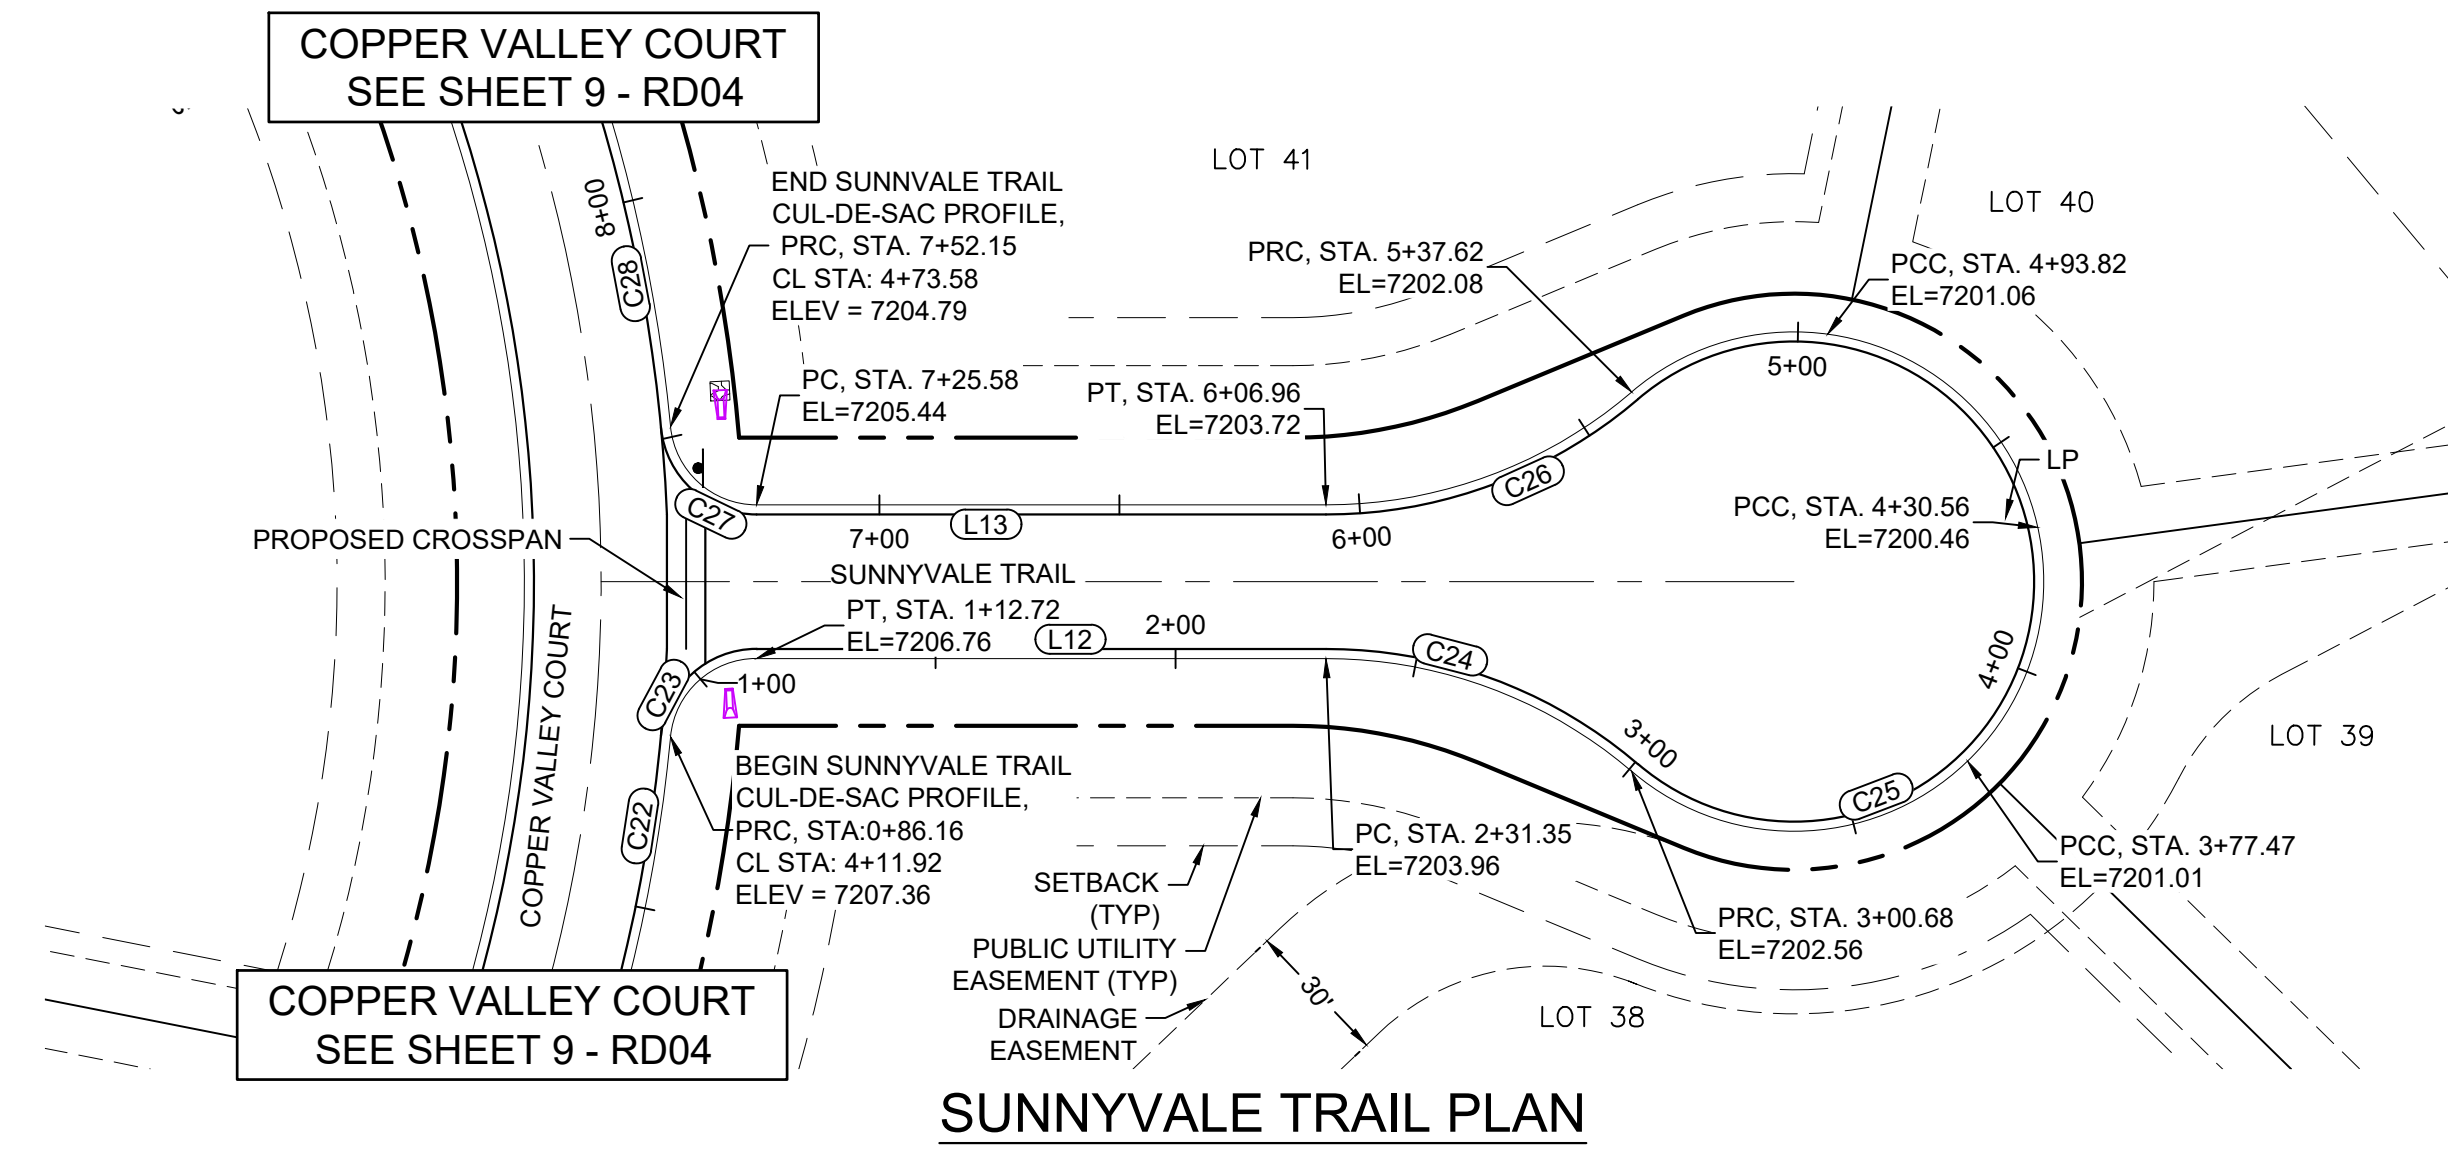 COPPER VALLEY COURT
SEE SHEET 9 - RD04
LOT 41
END SUNNVALE TRAIL
CUL-DE-SAC PROFILE,
PRC, STA. 7+52.15
CL STA: 4+73.58
ELEV = 7204.79
8+00
C28
LOT 40
PRC, STA. 5+37.62
EL=7202.08
PCC, STA. 4+93.82
EL=7201.06
5+00
PC, STA. 7+25.58
EL=7205.44
PT, STA. 6+06.96
EL=7203.72
LP
C26
C27
PCC, STA. 4+30.56
EL=7200.46
PROPOSED CROSSPAN
7+00
L13
6+00
SUNNYVALE TRAIL
PT, STA. 1+12.72
EL=7206.76
L12
2+00
C24
4+00
C23
1+00
3+00
LOT 39
COPPER VALLEY COURT
C22
BEGIN SUNNYVALE TRAIL
CUL-DE-SAC PROFILE,
PRC, STA:0+86.16
CL STA: 4+11.92
ELEV = 7207.36
C25
PC, STA. 2+31.35
EL=7203.96
PCC, STA. 3+77.47
EL=7201.01
SETBACK
(TYP)
PRC, STA. 3+00.68
EL=7202.56
PUBLIC UTILITY
EASEMENT (TYP)
30'
DRAINAGE
EASEMENT
LOT 38
COPPER VALLEY COURT
SEE SHEET 9 - RD04
SUNNYVALE TRAIL PLAN